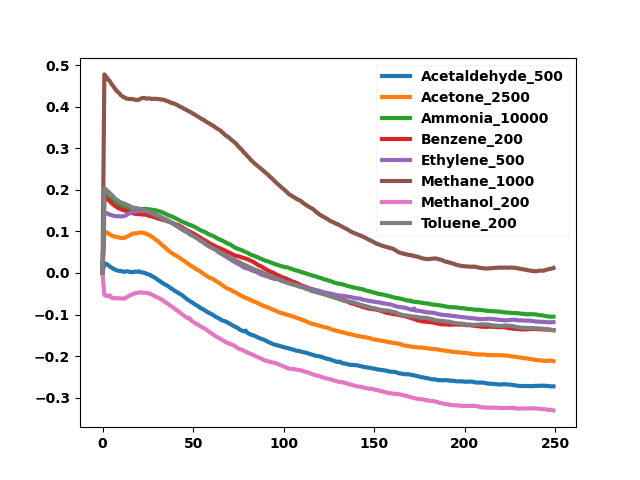 0.5
0.4
0.3
0.2
0.1
0.0
−0.1
−0.2
−0.3
0 50 100 150 200 250
Acetaldehyde_500
Acetone_2500
Ammonia_10000
Benzene_200
Ethylene_500
Methane_1000
Methanol_200
Toluene_200